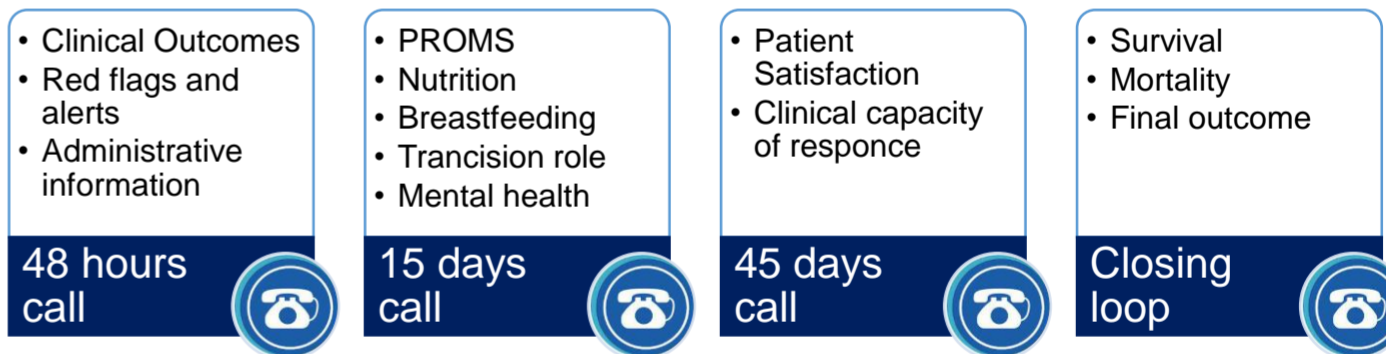 • Clinical Outcomes
• Red flags and
alerts
• Administrative
information
48 hours
call
• PROMS
• Nutrition
• Breastfeeding
• Trancision role
• Mental health
15 days
call
• Patient
Satisfaction
• Clinical capacity
of responce
45 days
call
• Survival
• Mortality
• Final outcome
Closing
loop